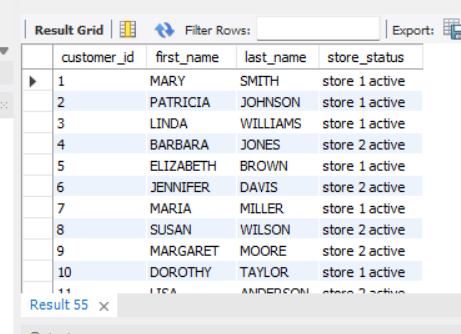 Result Grid Filter Rows: Export:
customer_id first_name last_name store_status
1 MARY SMITH store 1 active
2 PATRICIA JOHNSON store 1 active
3 LINDA WILLIAMS store 1 active
4 BARBARA JONES store 2 active
5 ELIZABETH BROWN store 1 active
6 JENNIFER DAVIS store 2 active
7 MARIA MILLER store 1 active
8 SUSAN WILSON store 2 active
9 MARGARET MOORE store 2 active
10 DOROTHY TAYLOR store 1 active
11 LISA ANDERSON store 2 active
Result 55